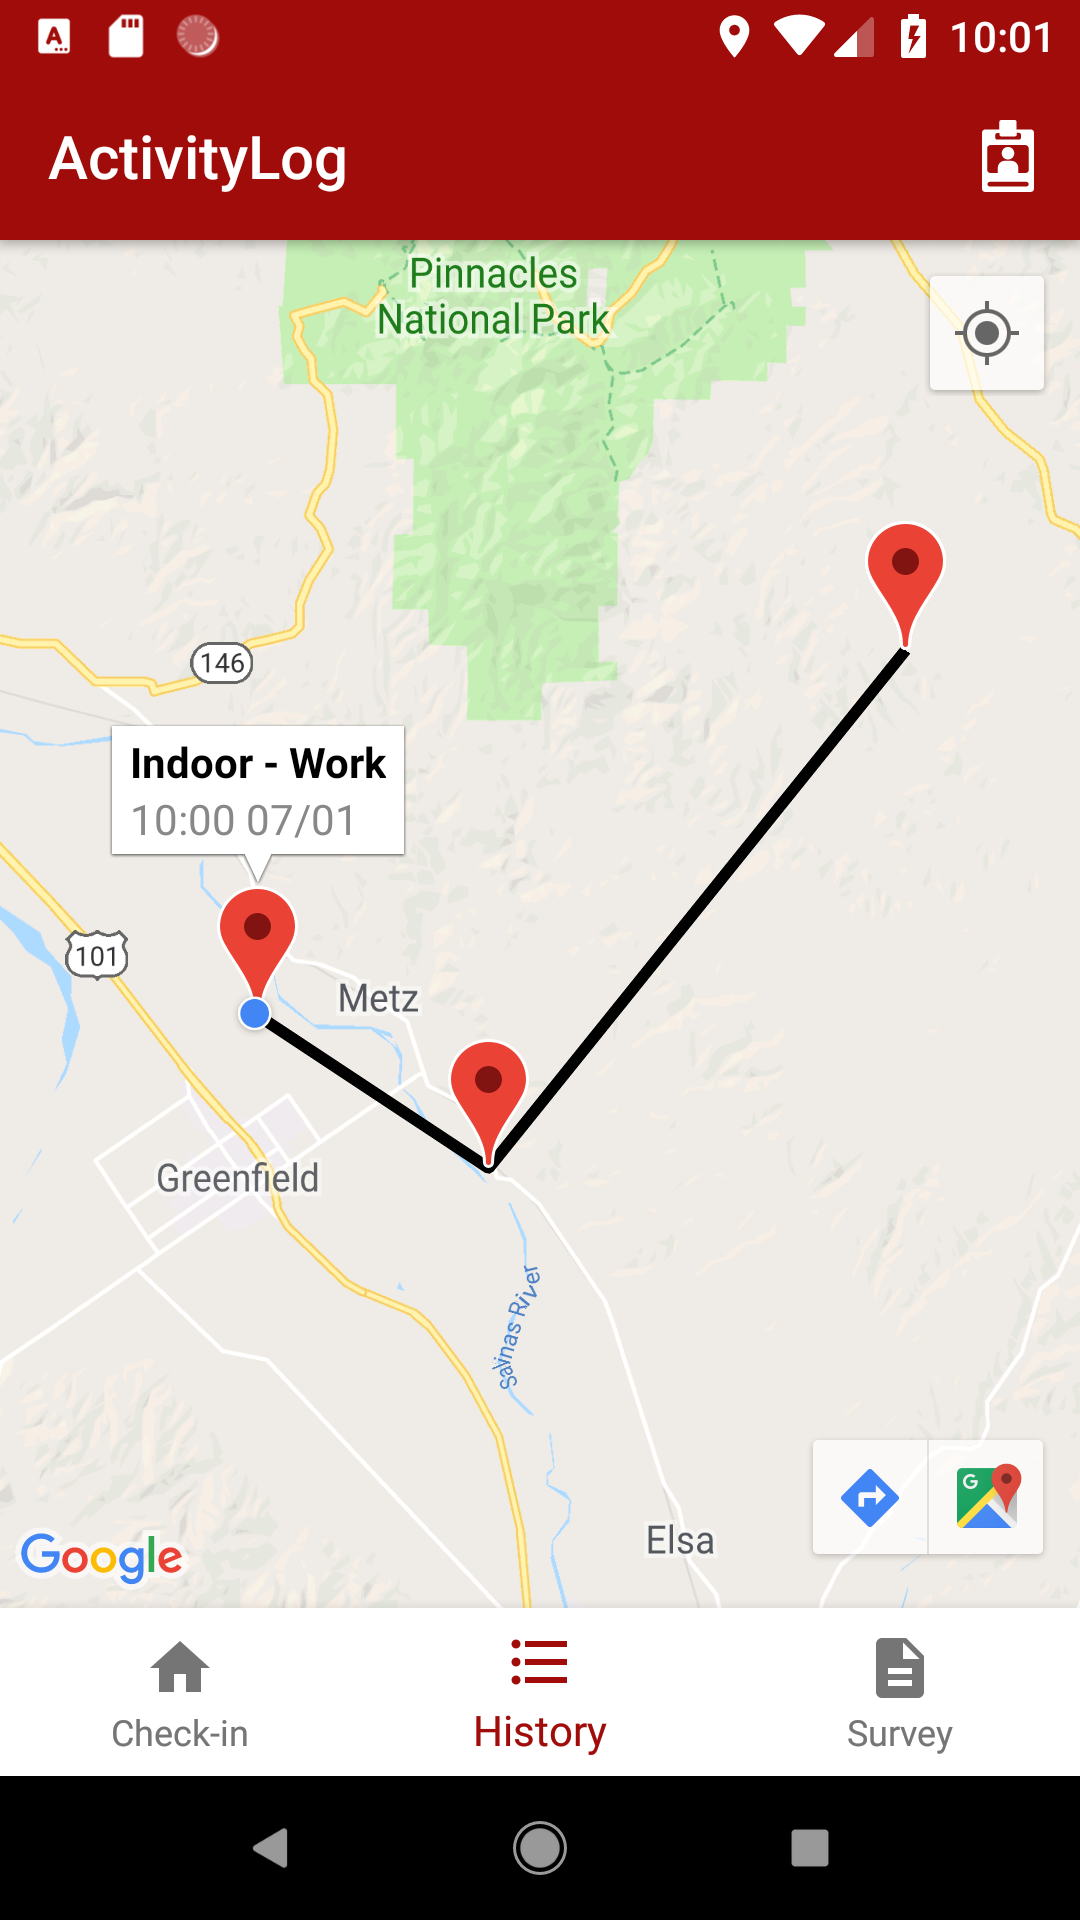 10:01
ActivityLog
Pinnacles
National Park
146
Indoor - Work
10:00 07/01
101
Metz
Greenfield
Salinas River
Elsa
Google
Check-in
History
Survey